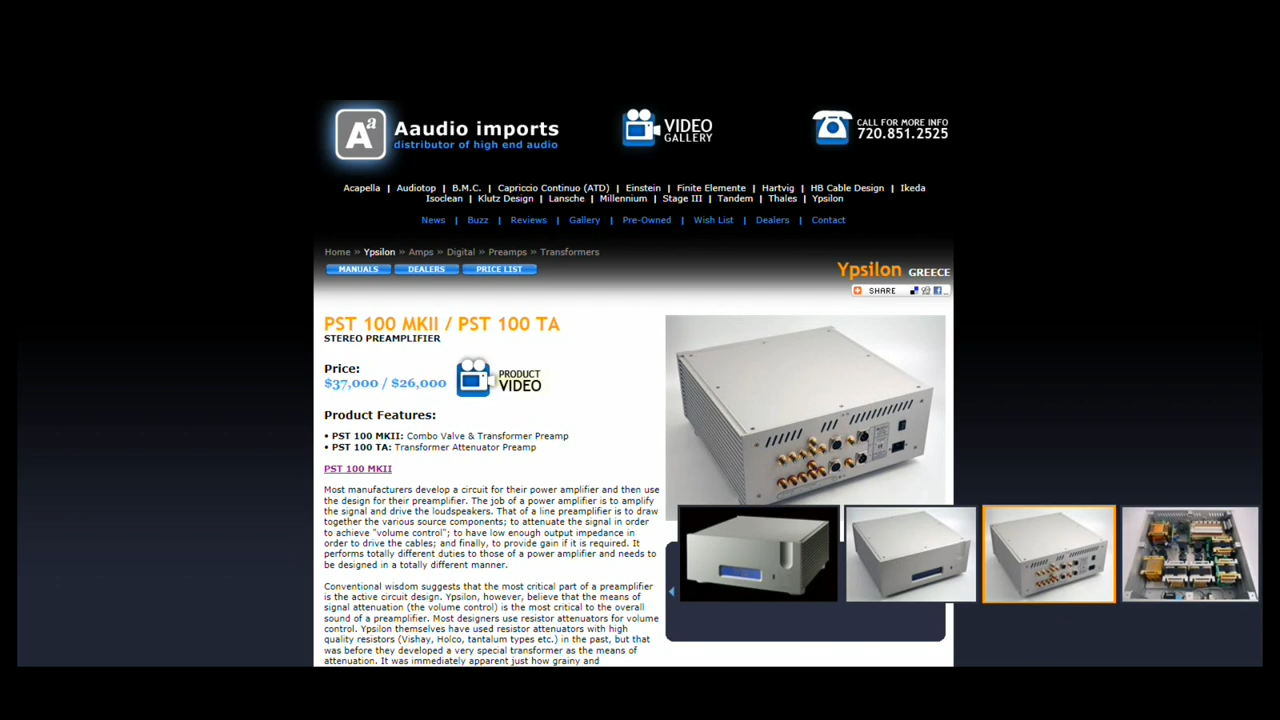 Aa
Aaudio imports
distributor of high end audio
VIDEO
GALLERY
CALL FOR MORE INFO
720.851.2525
Acapella | Audiotop | B.M.C. | Capriccio Continuo (ATD) | Einstein | Finite Elemente | Hartvig | HB Cable Design | Ikeda
Isoclean | Klutz Design | Lansche | Millennium | Stage III | Tandem | Thales | Ypsilon
News | Buzz | Reviews | Gallery | Pre-Owned | Wish List | Dealers | Contact
Home » Ypsilon » Amps » Digital » Preamps » Transformers
MANUALS DEALERS PRICE LIST
Ypsilon GREECE
SHARE
PST 100 MKII / PST 100 TA
STEREO PREAMPLIFIER
Price:
$37,000 / $26,000
PRODUCT
VIDEO
Product Features:
• PST 100 MKII: Combo Valve & Transformer Preamp
• PST 100 TA: Transformer Attenuator Preamp
PST 100 MKII
Most manufacturers develop a circuit for their power amplifier and then use
the design for their preamplifier. The job of a power amplifier is to amplify
the signal and drive the loudspeakers. That of a line preamplifier is to draw
together the various source components; to attenuate the signal in order
to achieve "volume control"; to have low enough output impedance in
order to drive the cables; and finally, to provide gain if it is required. It
performs totally different duties to those of a power amplifier and needs to
be designed in a totally different manner.
Conventional wisdom suggests that the most critical part of a preamplifier
is the active circuit design. Ypsilon, however, believe that the means of
signal attenuation (the volume control) is the most critical to the overall
sound of a preamplifier. Most designers use resistor attenuators for volume
control. Ypsilon themselves have used resistor attenuators with high
quality resistors (Vishay, Holco, tantalum types etc.) in the past, but that
was before they developed a very special transformer as the means of
attenuation. It was immediately apparent just how grainy and